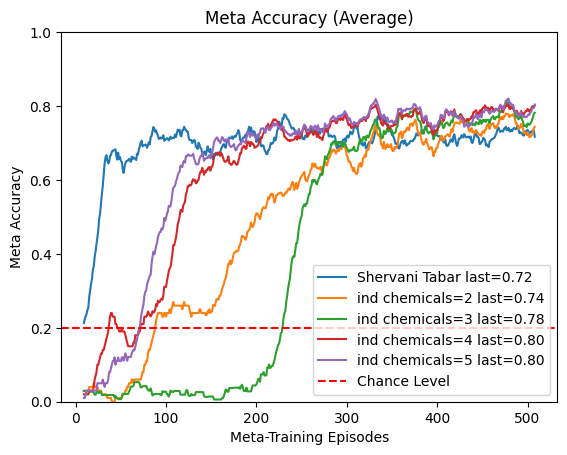 Meta Accuracy (Average)
Meta Accuracy
1.0
0.8
0.6
0.4
0.2
0.0
Shervani Tabar last=0.72
ind chemicals=2 last=0.74
ind chemicals=3 last=0.78
ind chemicals=4 last=0.80
ind chemicals=5 last=0.80
Chance Level
0
100
200
300
400
500
Meta-Training Episodes